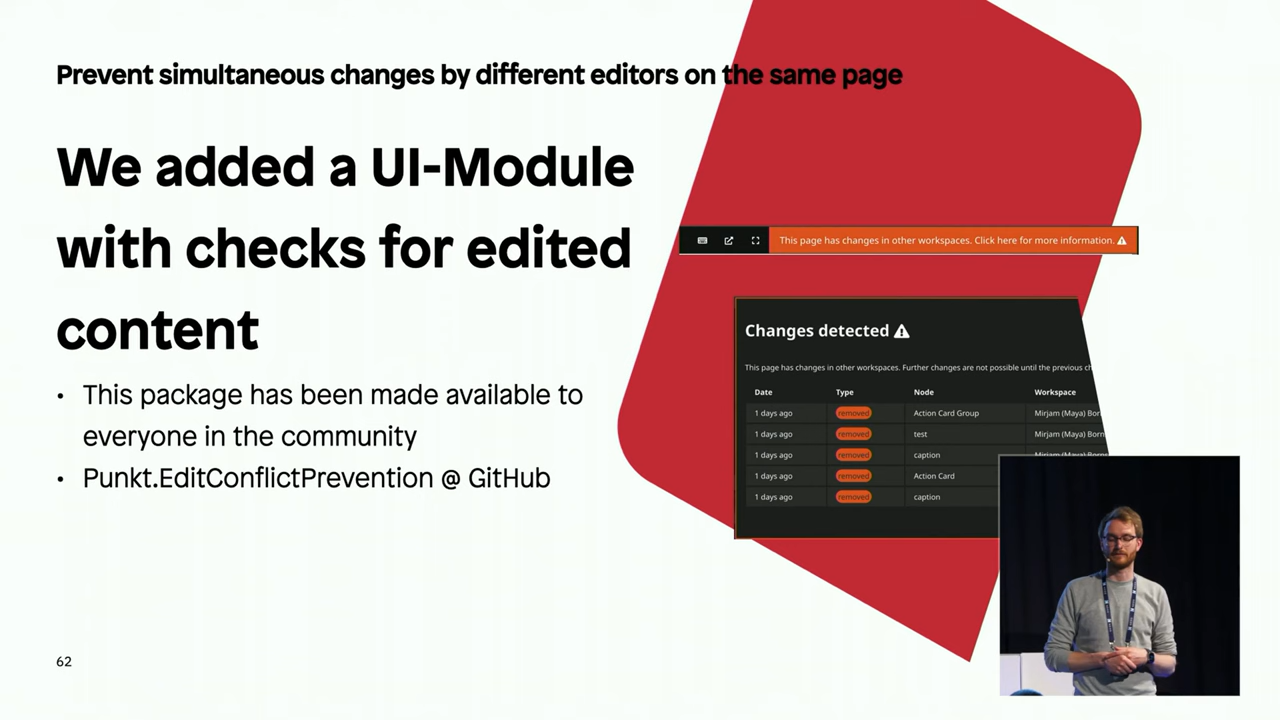 Prevent simultaneous changes by different editors on the same page
We added a UI-Module
with checks for edited
content
• This package has been made available to
everyone in the community
• Punkt.EditConflictPrevention @ GitHub
This page has changes in other workspaces. Click here for more information.
Changes detected
This page has changes in other workspaces. Further changes are not possible until the previous
Date Type Node Workspace
1 days ago removed Action Card Group Mirjam (Maya)
1 days ago removed test Mirjam (Maya)
1 days ago removed caption Mirjam (Maya)
1 days ago removed Action Card
1 days ago removed caption
62